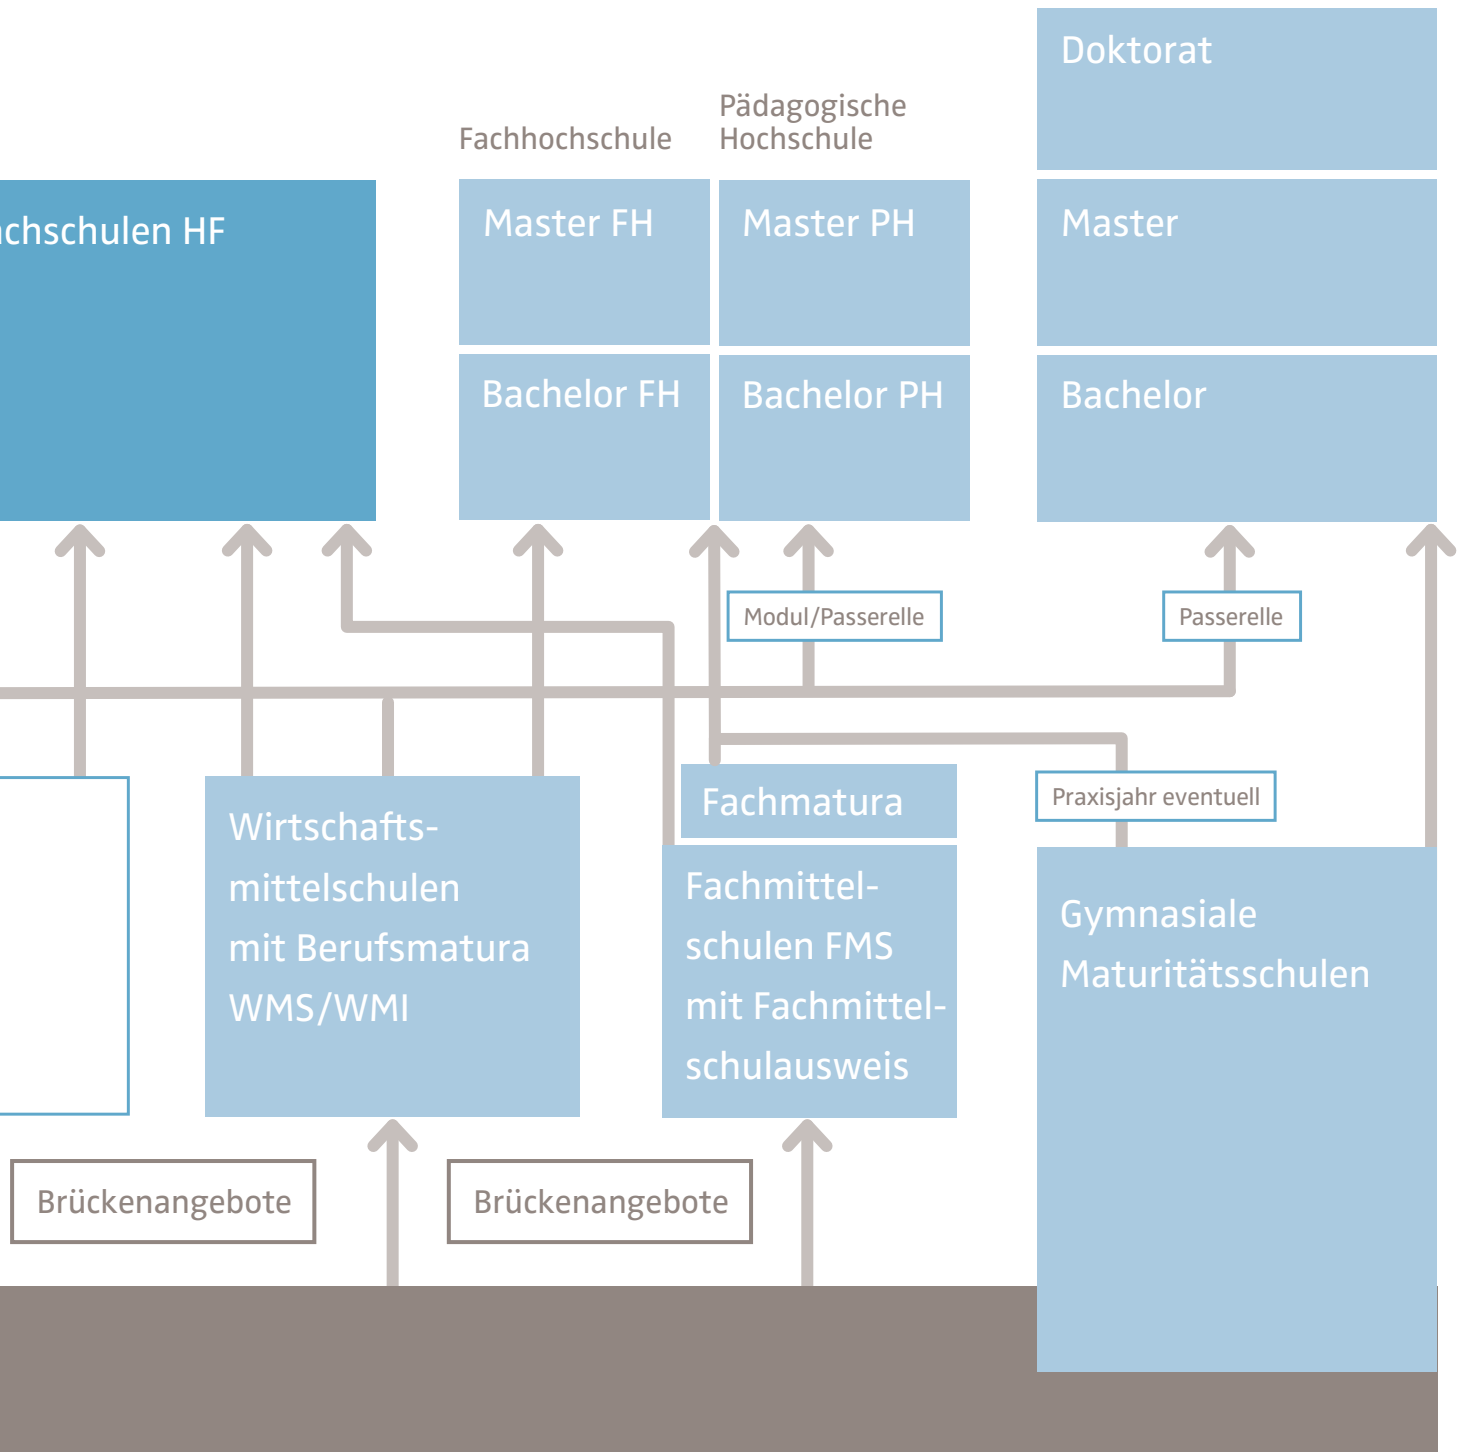 Doktorat
Pädagogische
Hochschule
Fachhochschule
chschulen HF
Master FH
Master PH
Master
Bachelor FH
Bachelor PH
Bachelor
Modul/Passerelle
Passerelle
Praxisjahr eventuell
Wirtschafts-
mittelschulen
mit Berufsmatura
WMS/WMI
Fachmatura
Fachmittel-
schulen FMS
mit Fachmittel-
schulausweis
Gymnasiale
Maturitätsschulen
Brückenangebote
Brückenangebote